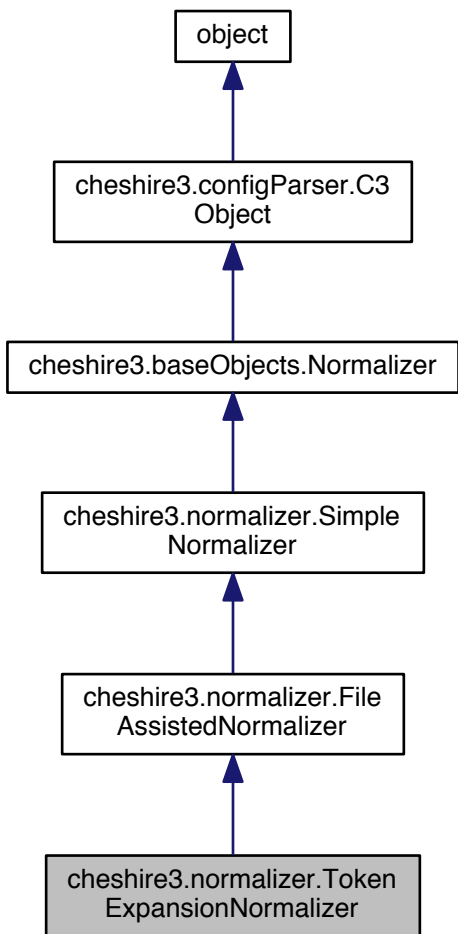 object
cheshire3.configParser.C3
Object
cheshire3.baseObjects.Normalizer
cheshire3.normalizer.Simple
Normalizer
cheshire3.normalizer.File
AssistedNormalizer
cheshire3.normalizer.Token
ExpansionNormalizer